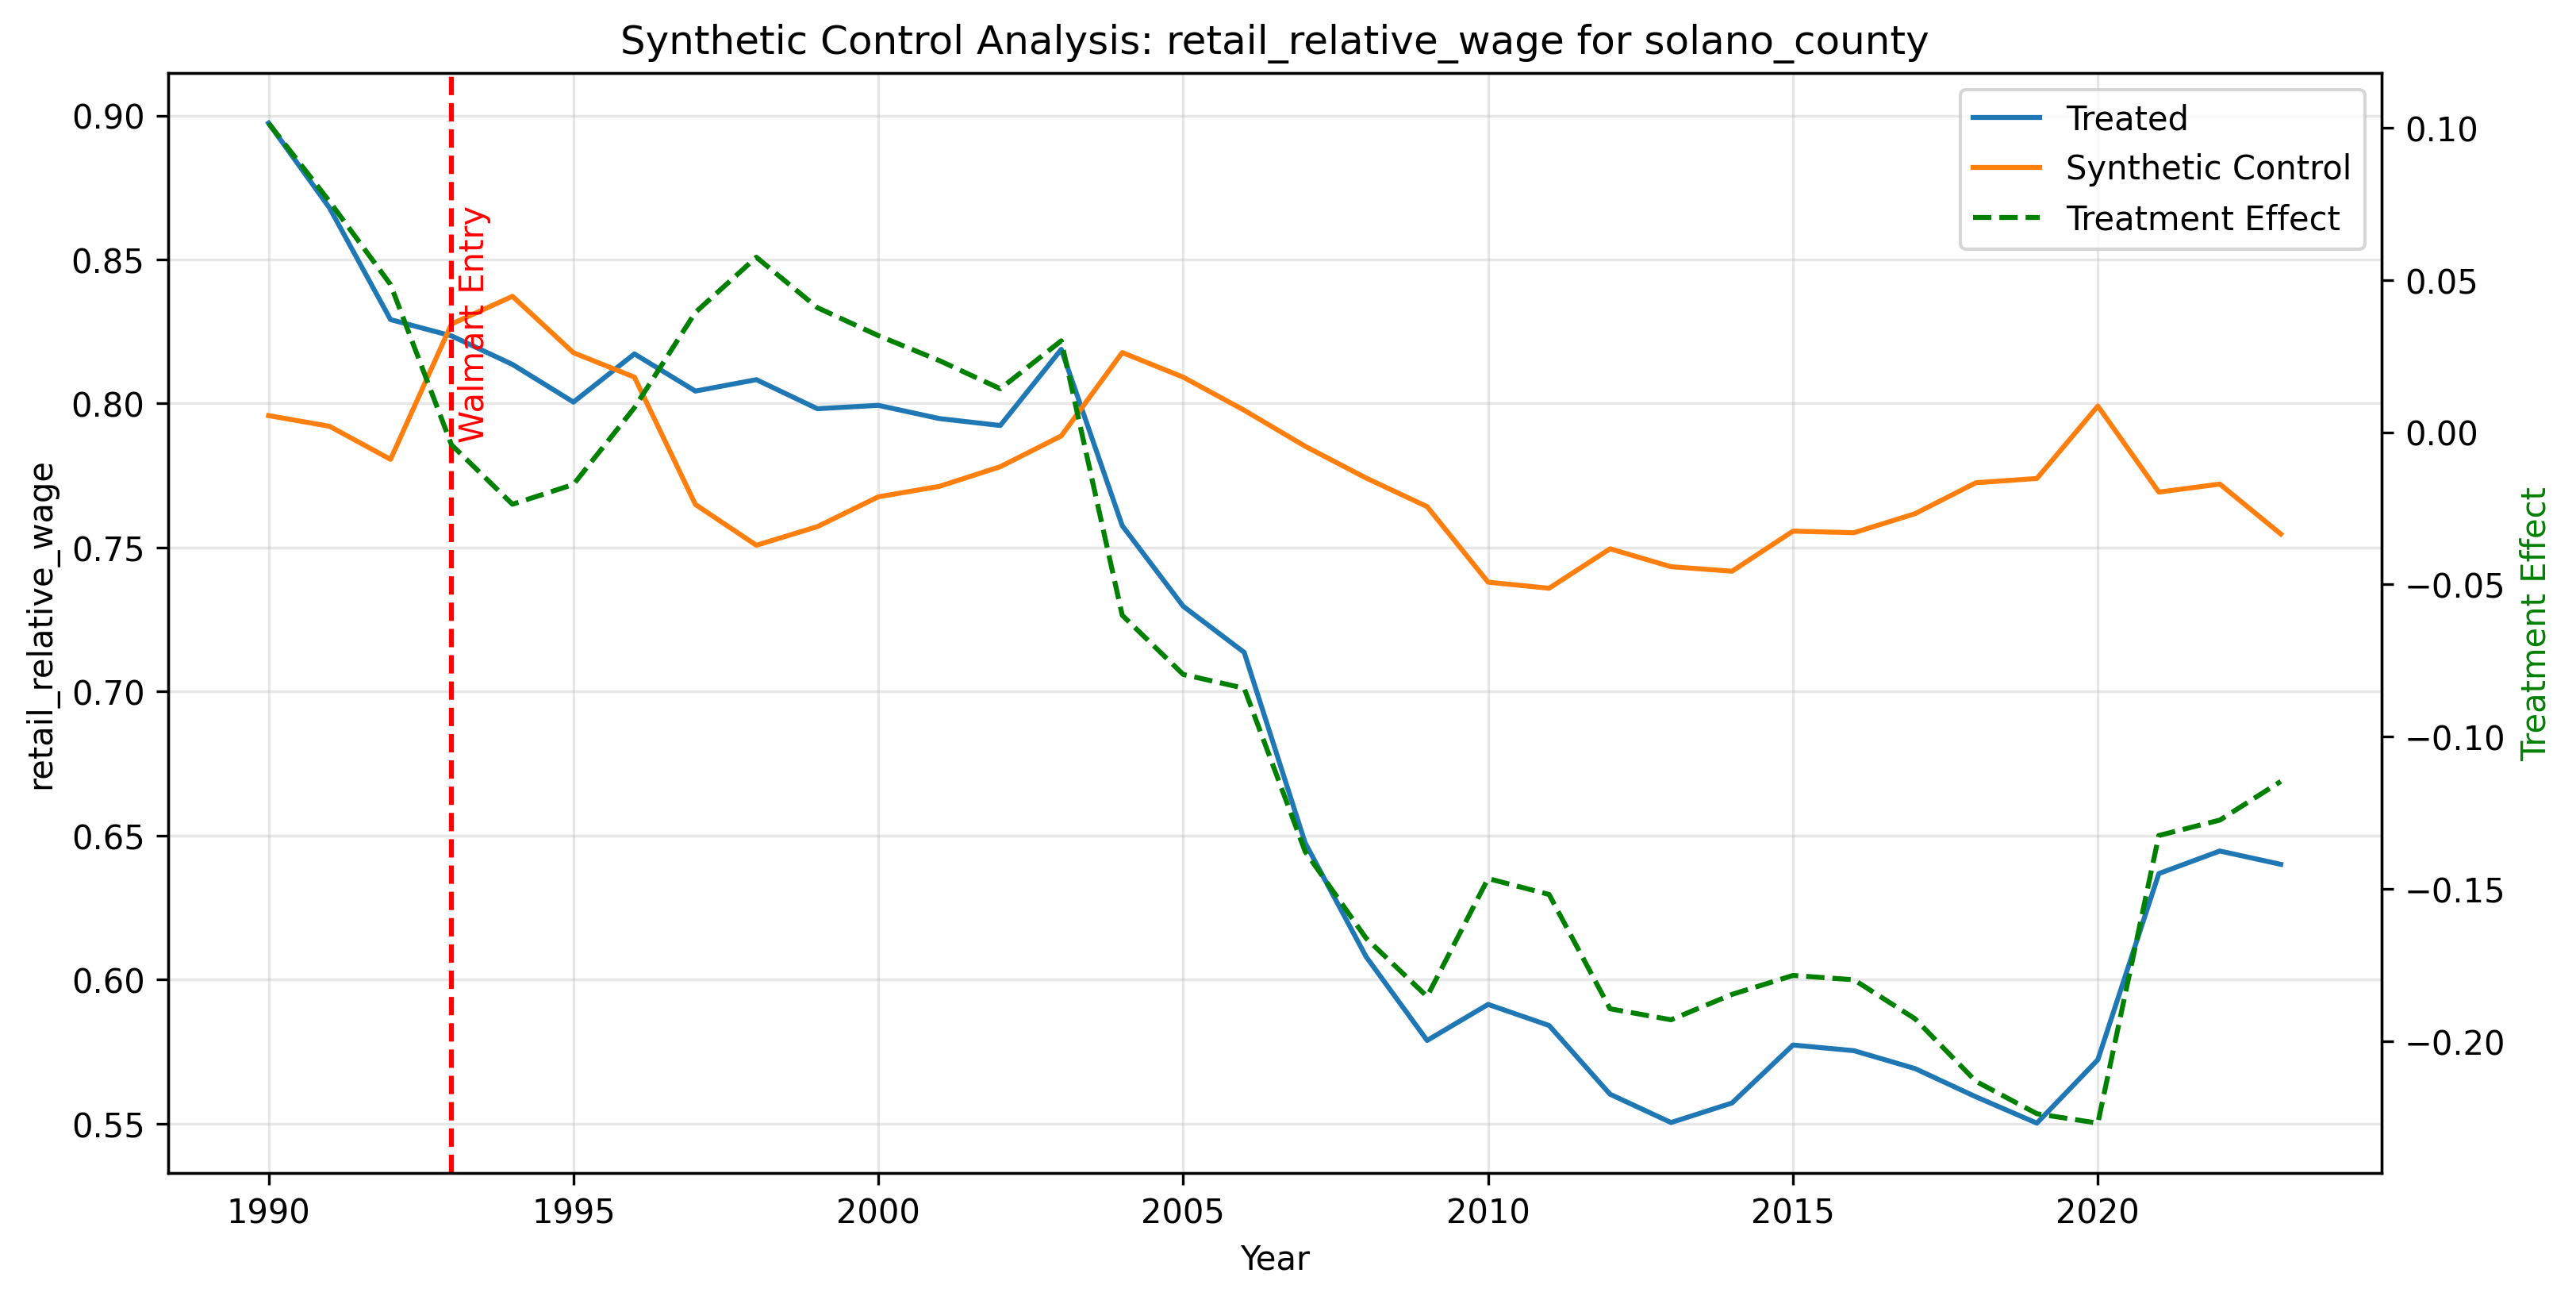 Synthetic Control Analysis: retail_relative_wage for solano_county
Treated
Synthetic Control
Treatment Effect
Walmart Entry
retail_relative_wage
0.90
0.85
0.80
0.75
0.70
0.65
0.60
0.55
0.10
0.05
0.00
−0.05
−0.10
−0.15
−0.20
Treatment Effect
1990 1995 2000 2005 2010 2015 2020
Year